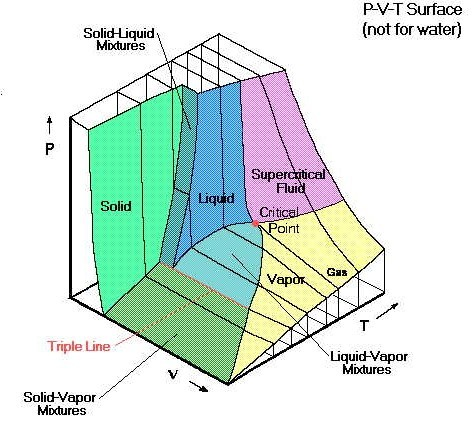 P-V-T Surface
(not for water)
Solid-Liquid
Mixtures
P
Solid
Liquid
Supercritical
Fluid
Critical
Point
Vapor
Gas
T
Triple Line
V
Liquid-Vapor
Mixtures
Solid-Vapor
Mixtures